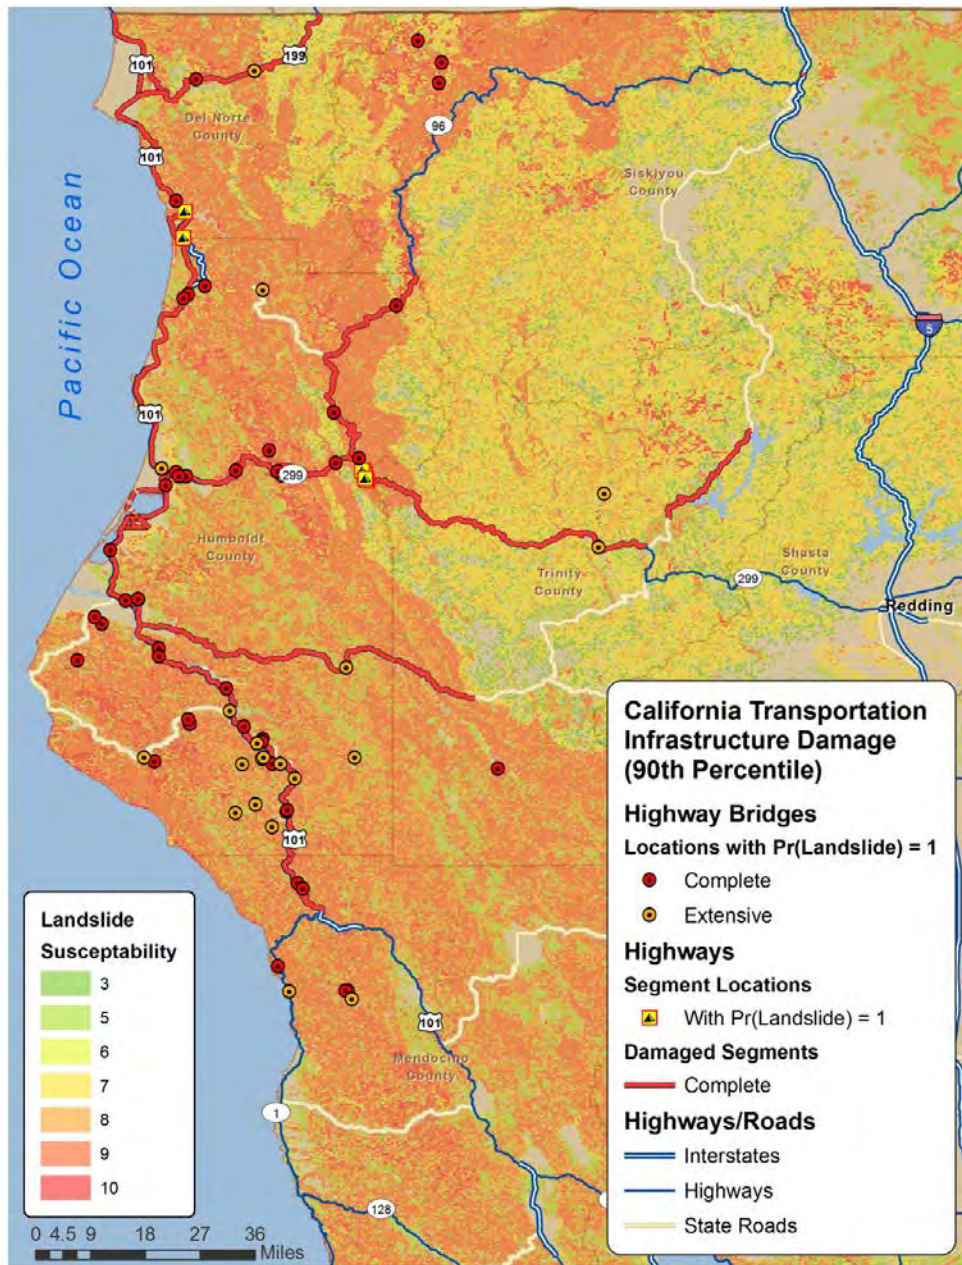 101
199
Del Norte
County
96
101
Siskiyou
County
Pacific Ocean
5
101
299
Humboldt
County
Trinity
County
Shasta
County
299
Redding
101
101
Mendocino
County
1
128
California Transportation
Infrastructure Damage
(90th Percentile)
Highway Bridges
Locations with Pr(Landslide) = 1
Complete
Extensive
Highways
Segment Locations
With Pr(Landslide) = 1
Damaged Segments
Complete
Highways/Roads
Interstates
Highways
State Roads
Landslide
Susceptability
3
5
6
7
8
9
10
0 4.5 9 18 27 36
Miles